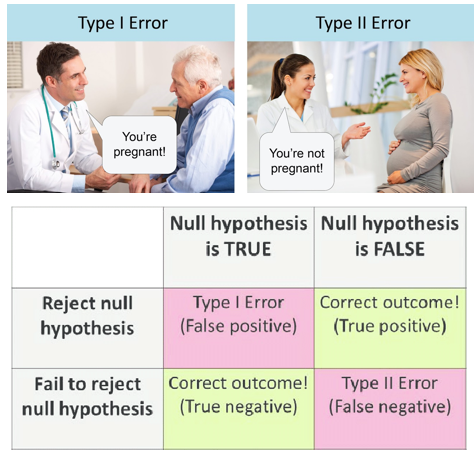 Type I Error
Type II Error
You're
pregnant!
You're not
pregnant!
Null hypothesis
is TRUE
Null hypothesis
is FALSE
Reject null
hypothesis
Type I Error
(False positive)
Correct outcome!
(True positive)
Fail to reject
null hypothesis
Correct outcome!
(True negative)
Type II Error
(False negative)